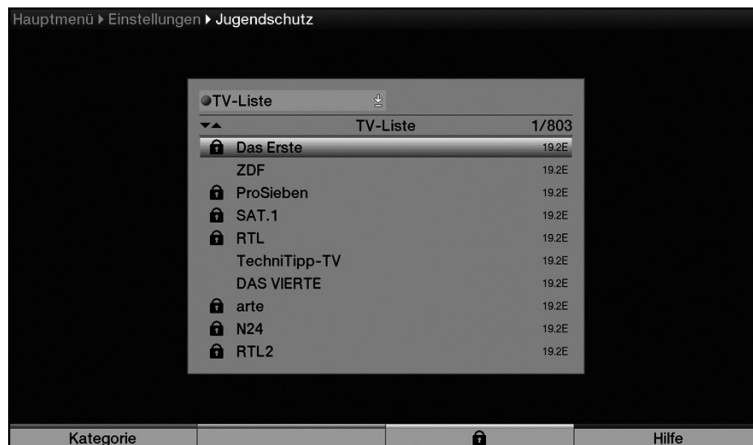 Hauptmenü ▸ Einstellungen ▸ Jugendschutz
TV-Liste
TV-Liste 1/803
Das Erste 19.2E
ZDF 19.2E
ProSieben 19.2E
SAT.1 19.2E
RTL 19.2E
TechniTipp-TV 19.2E
DAS VIERTE 19.2E
arte 19.2E
N24 19.2E
RTL2 19.2E
Kategorie Hilfe